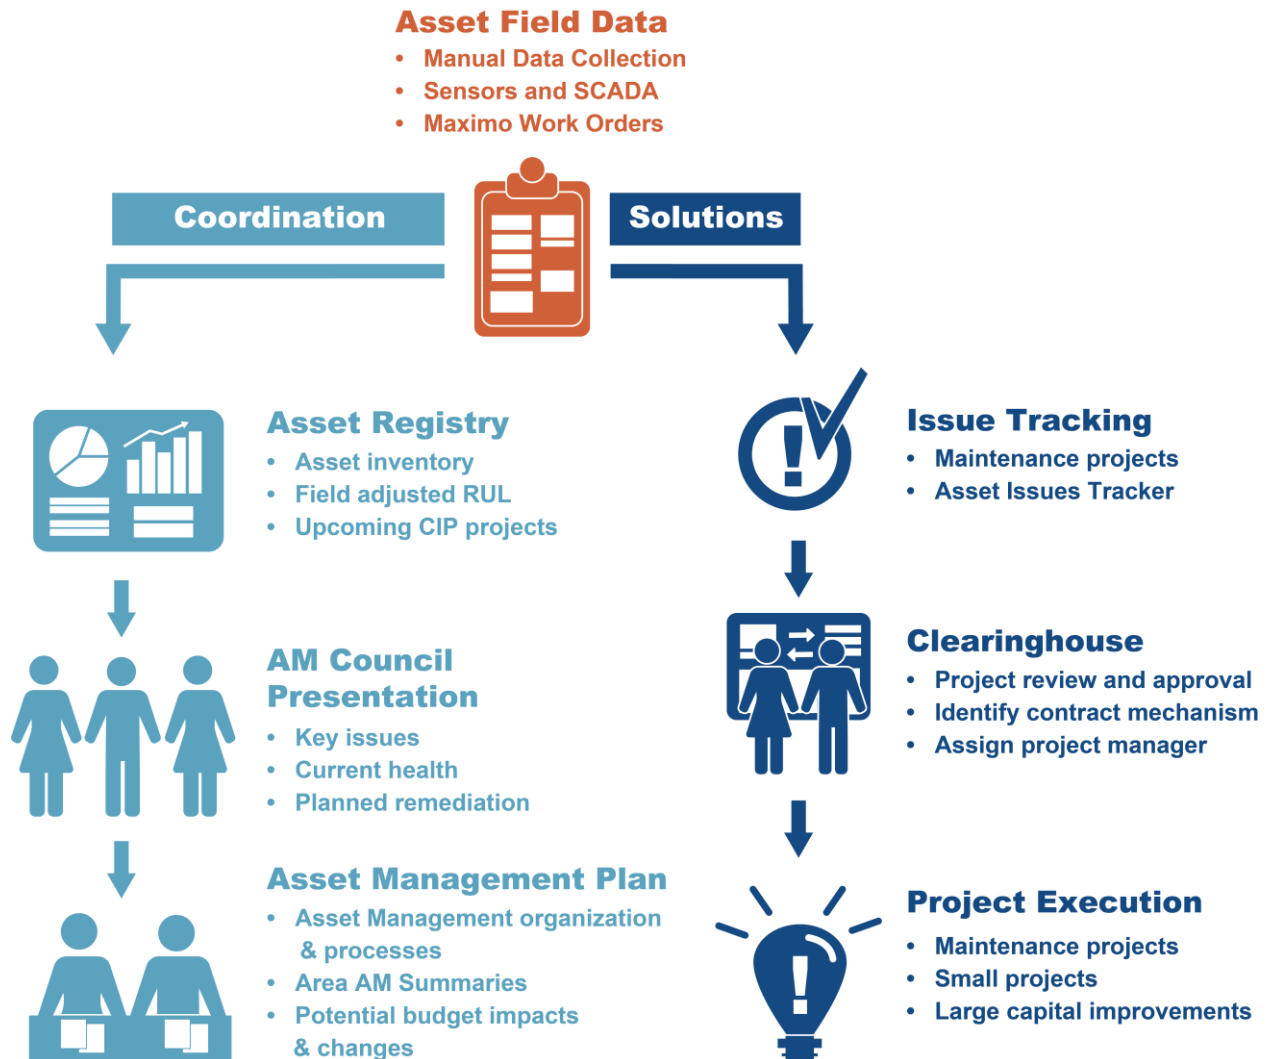 Asset Field Data
• Manual Data Collection
• Sensors and SCADA
• Maximo Work Orders
Coordination
Solutions
Asset Registry
• Asset inventory
• Field adjusted RUL
• Upcoming CIP projects
AM Council
Presentation
• Key issues
• Current health
• Planned remediation
Asset Management Plan
• Asset Management organization
& processes
• Area AM Summaries
• Potential budget impacts
& changes
Issue Tracking
• Maintenance projects
• Asset Issues Tracker
Clearinghouse
• Project review and approval
• Identify contract mechanism
• Assign project manager
Project Execution
• Maintenance projects
• Small projects
• Large capital improvements